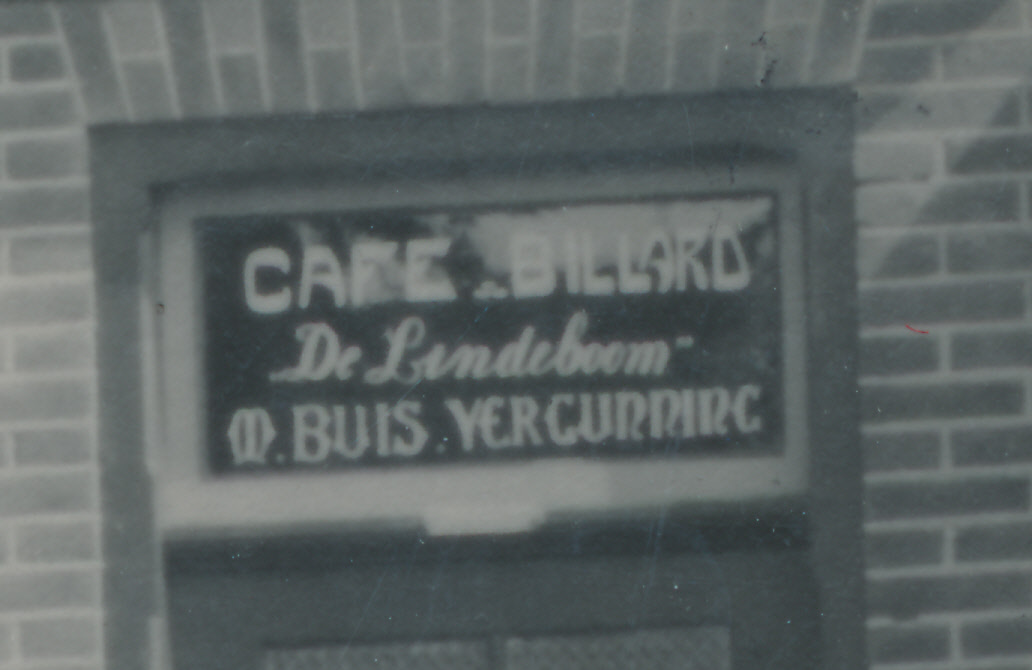 CAFE - BILLARD
„De Lindeboom"
M. BUIS. VERGUNNING